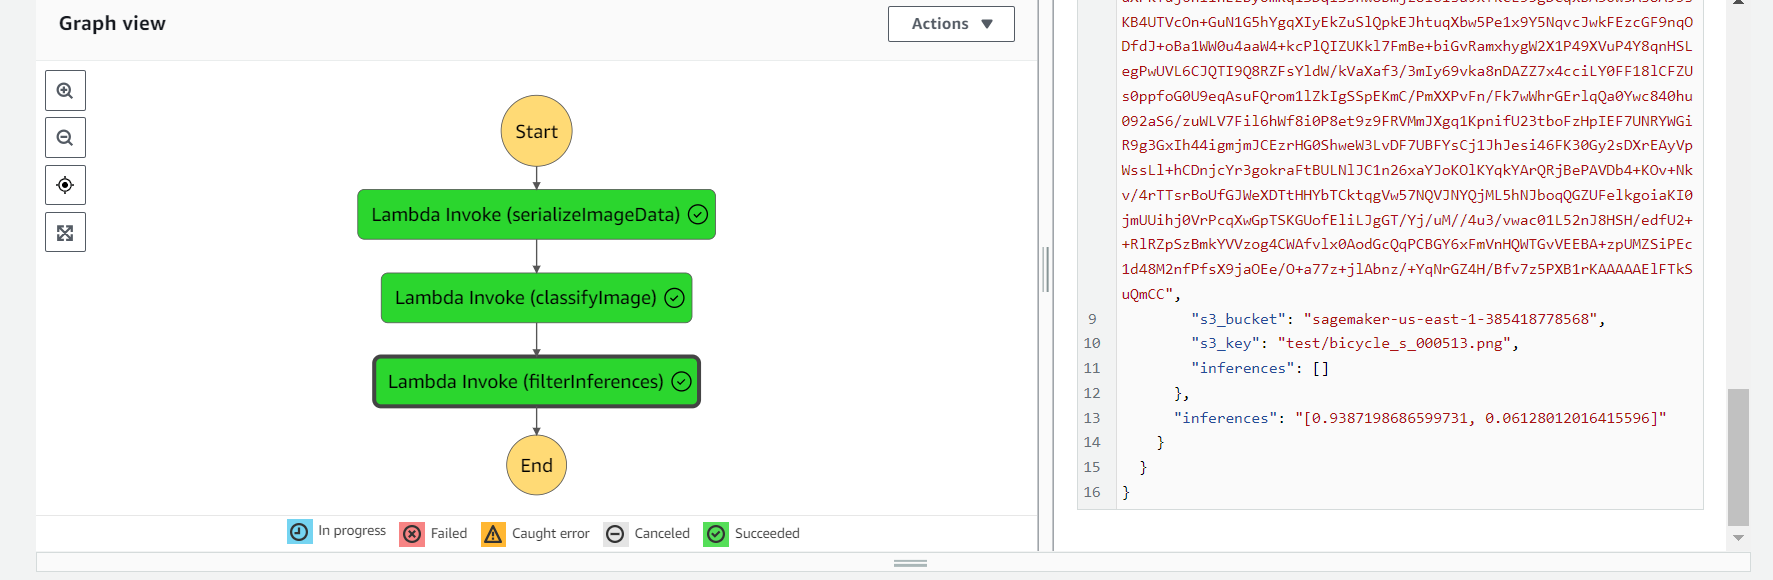 Graph view
Actions
Start
Lambda Invoke (serializeImageData)
Lambda Invoke (classifyImage)
Lambda Invoke (filterInferences)
End
In progress
Failed
Caught error
Canceled
Succeeded
KB4UTVcOn+GuN1G5hYgqXIyEkZuSlQpkEJhtuqXbw5Pe1x9Y5NqvcJwkFEzcGF9nqO
DfdJ+oBa1WW0u4aaW4+kcPlQIZUKkl7FmBe+biGvRamxhygW2X1P49XVuP4Y8qnHSL
egPwUVL6CJQTI9Q8RZFsYldW/kVaXaf3/3mIy69vka8nDAZZ7x4cciLY0FF18lCFZU
s0ppfoG0U9eqAsuFQrom1lZkIgSSpEKmC/PmXXPvFn/Fk7wWhrGErlqQa0Ywc840hu
092aS6/zuWLV7Fil6hWf8i0P8et9z9FRVMmJXgq1KpnifU23tboFzHpIEF7UNRYWGi
R9g3GxIh44igmjmJCEzrHG0ShweW3LvDF7UBFYsCj1JhJesi46FK30Gy2sDXrEAyVp
WssLl+hCDnjcYr3gokraFtBULNlJC1n26xaYJoKOlKYqkYArQRjBePAVDb4+KOv+Nk
v/4rTTsrBoUfGJWeXDTtHHYbTCktqgVw57NQVJNYQjML5hNJboqQGZUFelkgoiaKI0
jmUUihj0VrPcqXwGpTSKGUofEliLJgGT/Yj/uM//4u3/vwac01L52nJ8HSH/edfU2+
+RlRZpSzBmkYVVzog4CWAfvlx0AodGcQqPCBGY6xFmVnHQWTGvVEEBA+zpUMZSiPEc
1d48M2nfPfsX9jaOEe/O+a77z+jlAbnz/+YqNrGZ4H/Bfv7z5PXB1rKAAAAAElFTkS
uQmCC",
9 "s3_bucket": "sagemaker-us-east-1-385418778568",
10 "s3_key": "test/bicycle_s_000513.png",
11 "inferences": []
12 },
13 "inferences": "[0.9387198686599731, 0.06128012016415596]"
14 }
15 }
16 }